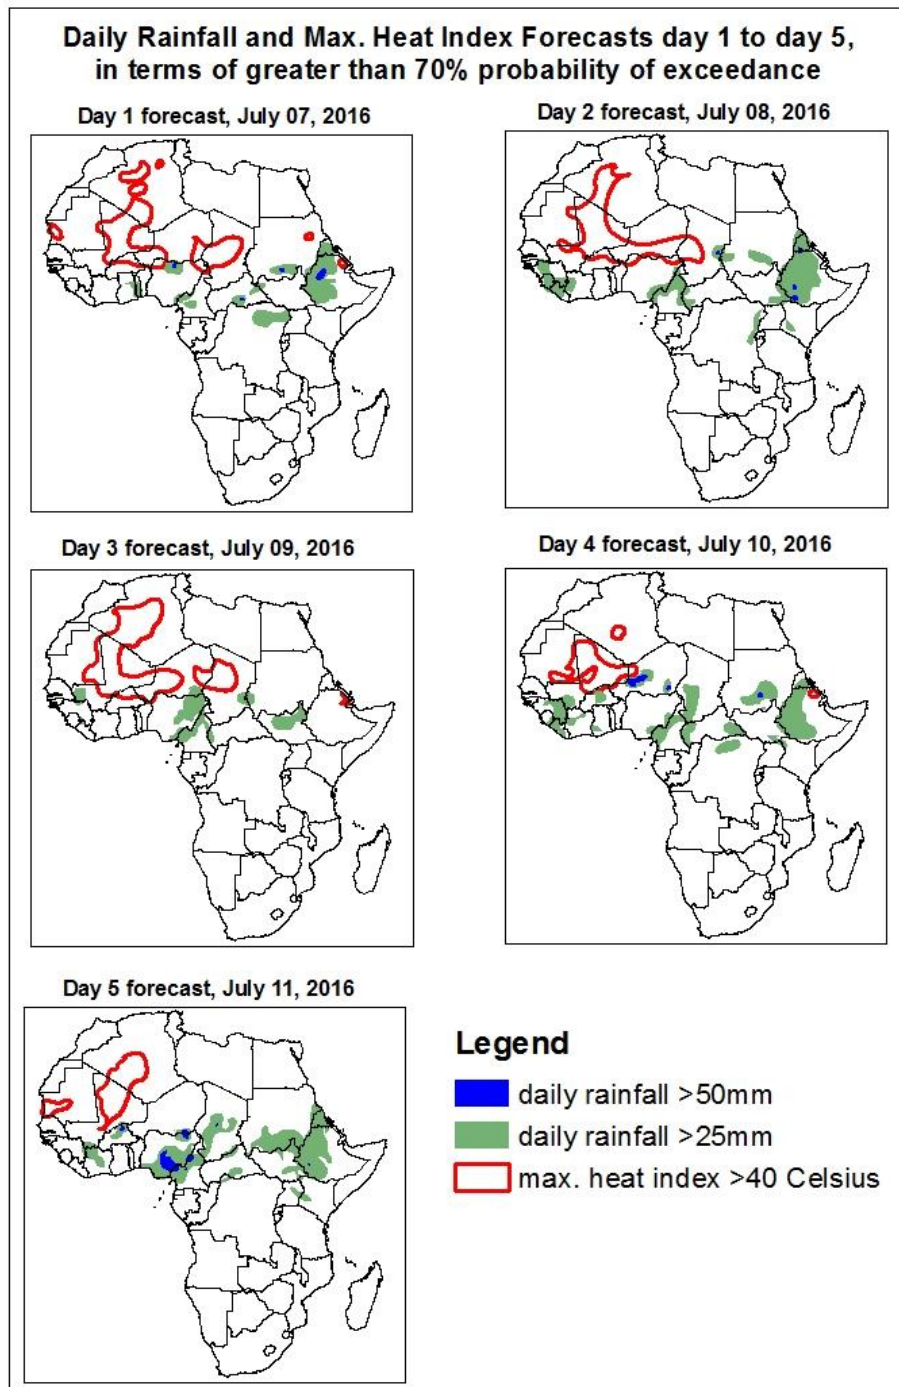 Daily Rainfall and Max. Heat Index Forecasts day 1 to day 5,
in terms of greater than 70% probability of exceedance
Day 1 forecast, July 07, 2016
Day 2 forecast, July 08, 2016
Day 3 forecast, July 09, 2016
Day 4 forecast, July 10, 2016
Day 5 forecast, July 11, 2016
Legend
daily rainfall >50mm
daily rainfall >25mm
max. heat index >40 Celsius